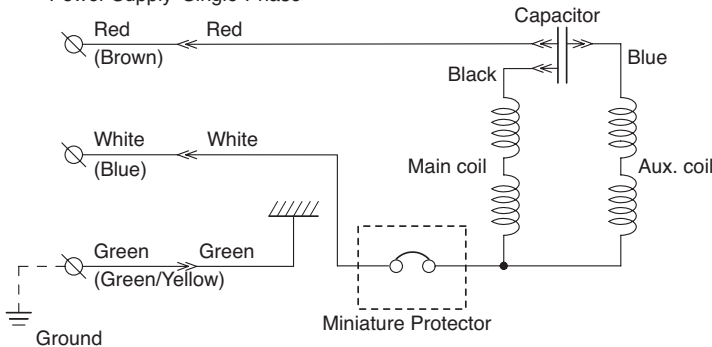 Power Supply Single Phase
Capacitor
Red Red
(Brown)
Blue
Black
White White
(Blue)
Main coil
Aux. coil
Green Green
(Green/Yellow)
Miniature Protector
Ground